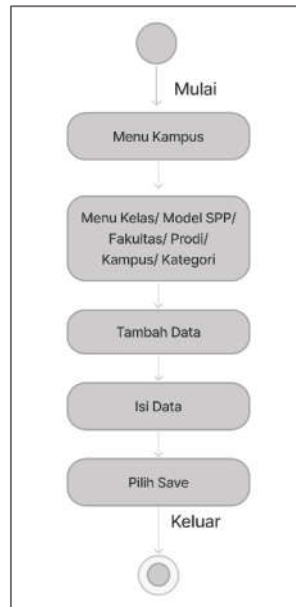 Mulai
Menu Kampus
Menu Kelas/ Model SPP/
Fakultas/ Prodi/
Kampus/ Kategori
Tambah Data
Isi Data
Pilih Save
Keluar